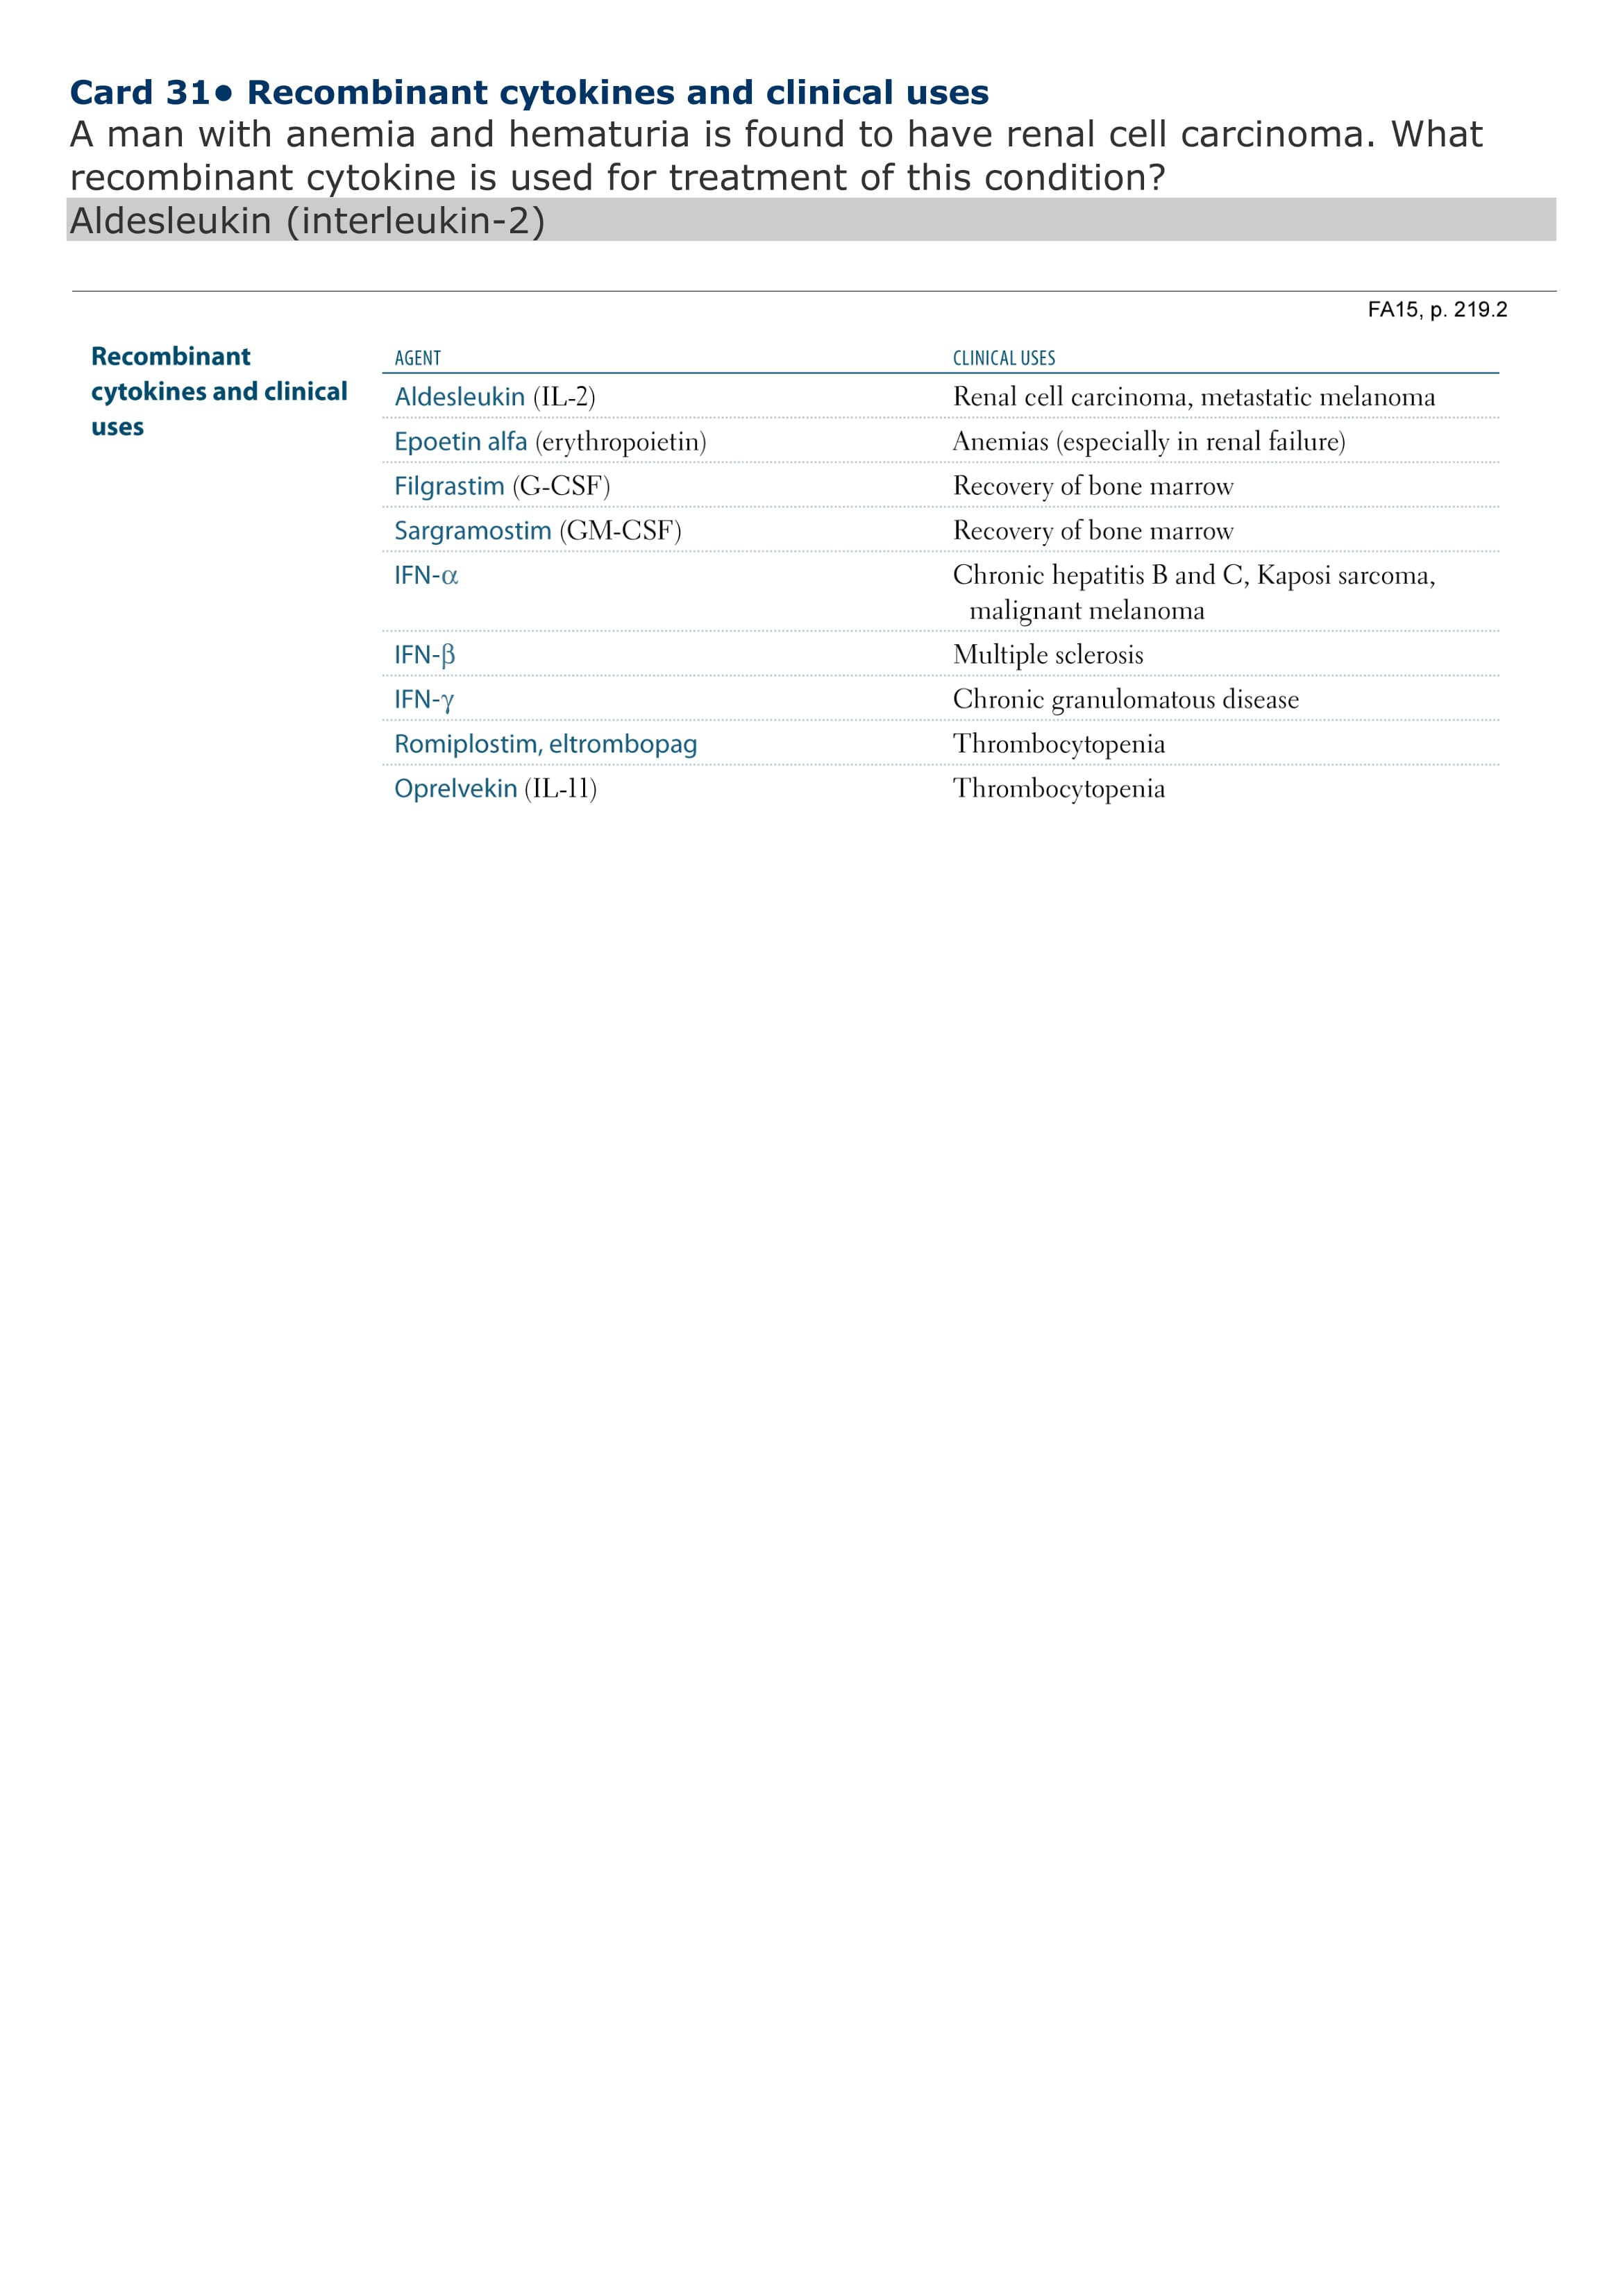 Card 31● Recombinant cytokines and clinical uses
A man with anemia and hematuria is found to have renal cell carcinoma. What
recombinant cytokine is used for treatment of this condition?
Aldesleukin (interleukin-2)
FA15, p. 219.2
Recombinant
cytokines and clinical
uses
AGENT CLINICAL USES
Aldesleukin (IL-2) Renal cell carcinoma, metastatic melanoma
Epoetin alfa (erythropoietin) Anemias (especially in renal failure)
Filgrastim (G-CSF) Recovery of bone marrow
Sargramostim (GM-CSF) Recovery of bone marrow
IFN-α Chronic hepatitis B and C, Kaposi sarcoma,
malignant melanoma
IFN-β Multiple sclerosis
IFN-γ Chronic granulomatous disease
Romiplostim, eltrombopag Thrombocytopenia
Oprelvekin (IL-11) Thrombocytopenia